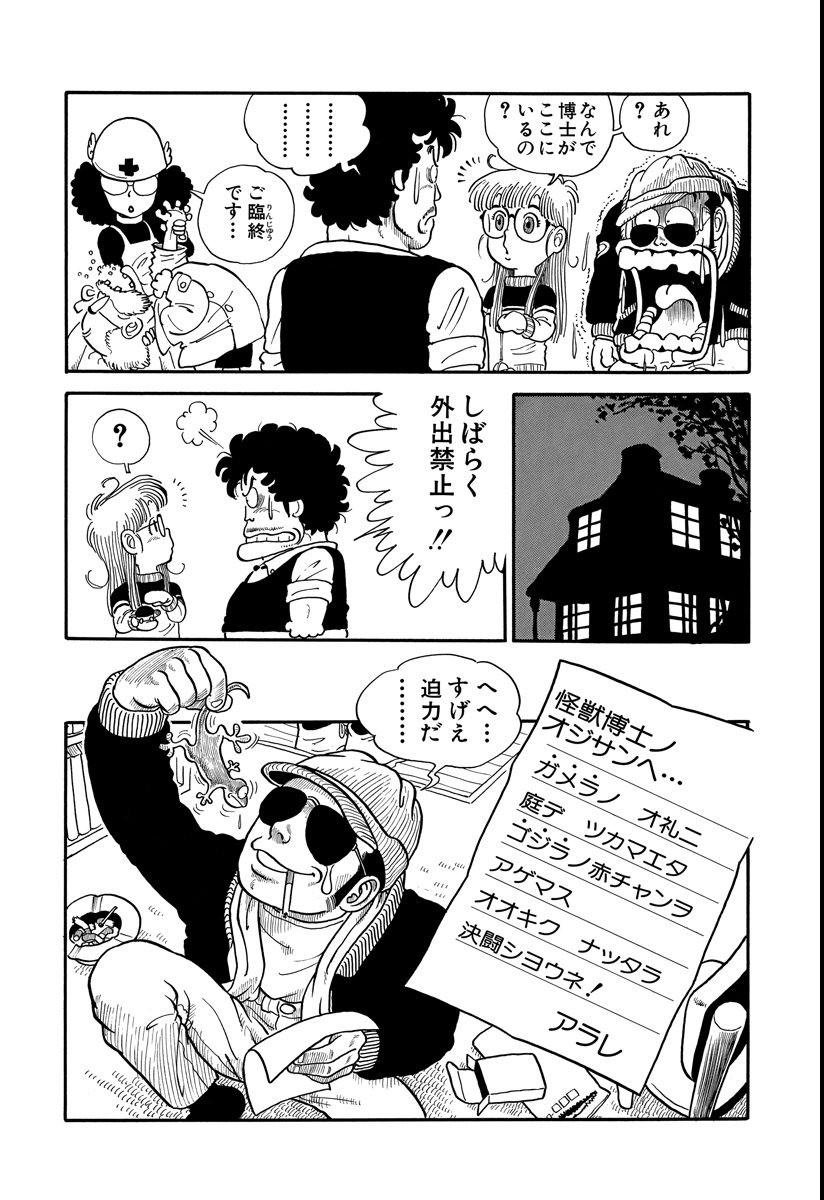 あれ
?
なんで
博士が
ここに
いるの
?
…………
…………
ご臨終
りんじゅう
です…
しばらく
外出禁止っ!!
?
怪獣博士ノ
オジサンヘ…
ガメラノ オ礼ニ
庭デ ツカマエタ
ゴジラノ赤チャンヲ
アゲマス
オオキク ナッタラ
決闘シヨウネ!
アラレ
へへ…
すげえ
迫力だ
………